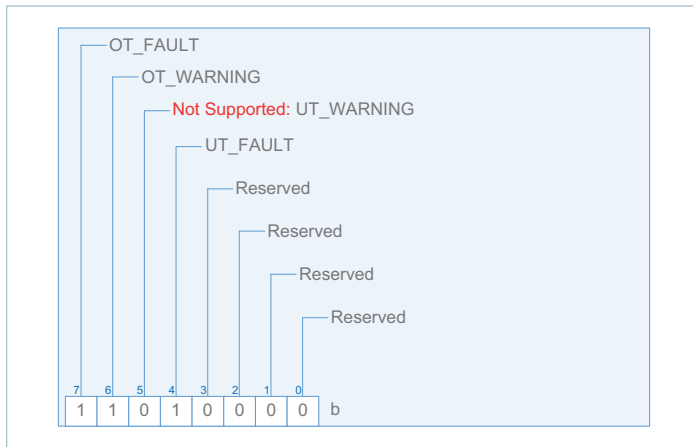 OT_FAULT
OT_WARNING
Not Supported: UT_WARNING
UT_FAULT
Reserved
Reserved
Reserved
Reserved
7 6 5 4 3 2 1 0
1 1 0 1 0 0 0 0 b